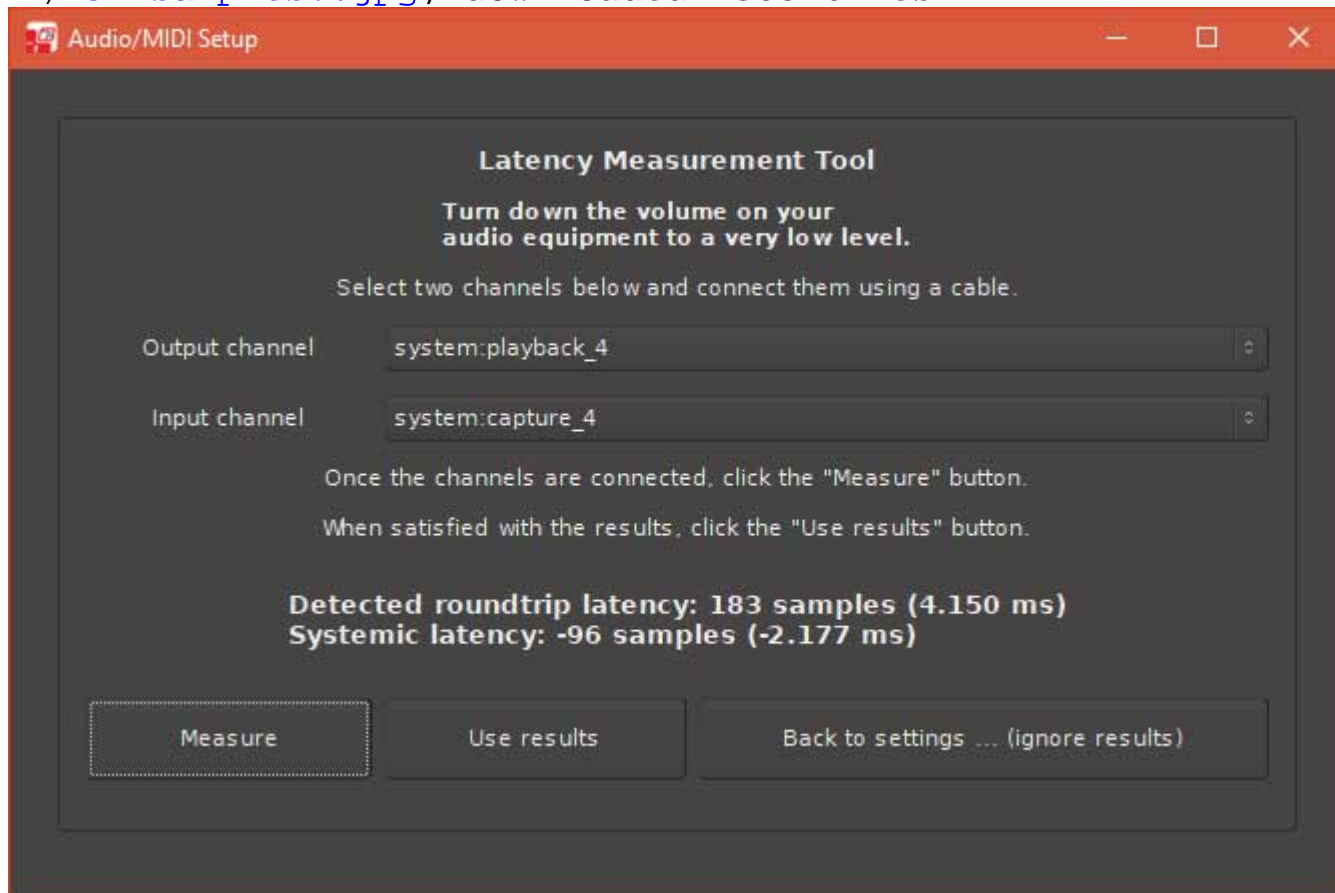 Audio/MIDI Setup
Latency Measurement Tool
Turn down the volume on your
audio equipment to a very low level.
Select two channels below and connect them using a cable.
Output channel system:playback_4
Input channel system:capture_4
Once the channels are connected, click the "Measure" button.
When satisfied with the results, click the "Use results" button.
Detected roundtrip latency: 183 samples (4.150 ms)
Systemic latency: -96 samples (-2.177 ms)
Measure Use results Back to settings ... (ignore results)